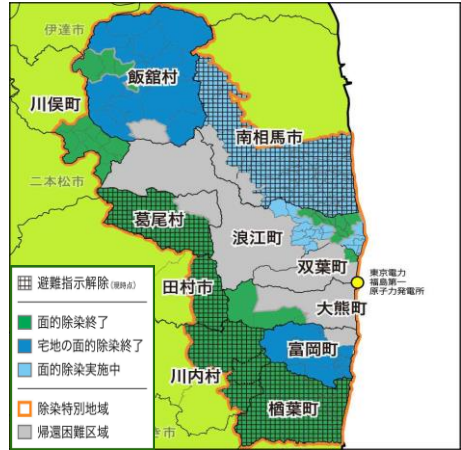 伊達市
飯舘村
川俣町
南相馬市
二本松市
葛尾村
浪江町
双葉町
東京電力
福島第一
原子力発電所
田村市
大熊町
富岡町
川内村
楢葉町
避難指示解除(現時点)
面的除染終了
宅地の面的除染終了
面的除染実施中
除染特別地域
帰還困難区域
き市